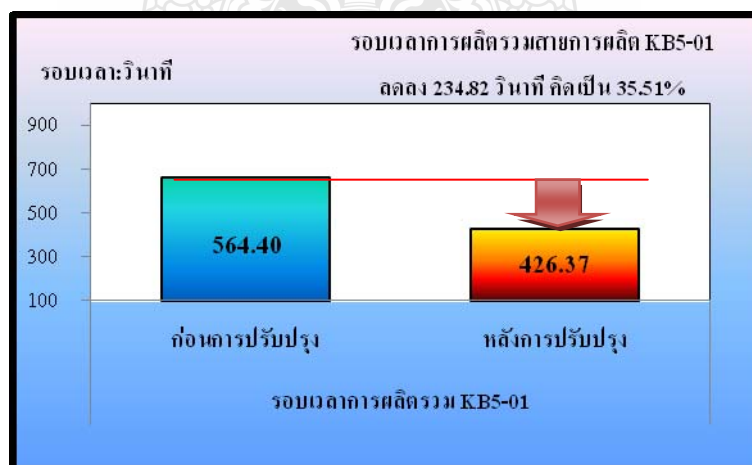 รอบเวลาการผลิตรวมสายการผลิต KB5-01
รอบเวลา:วินาที
ลดลง 234.82 วินาที คิดเป็น 35.51%
900
700
500
300
100
564.40
426.37
ก่อนการปรับปรุง
หลังการปรับปรุง
รอบเวลาการผลิตรวม KB5-01